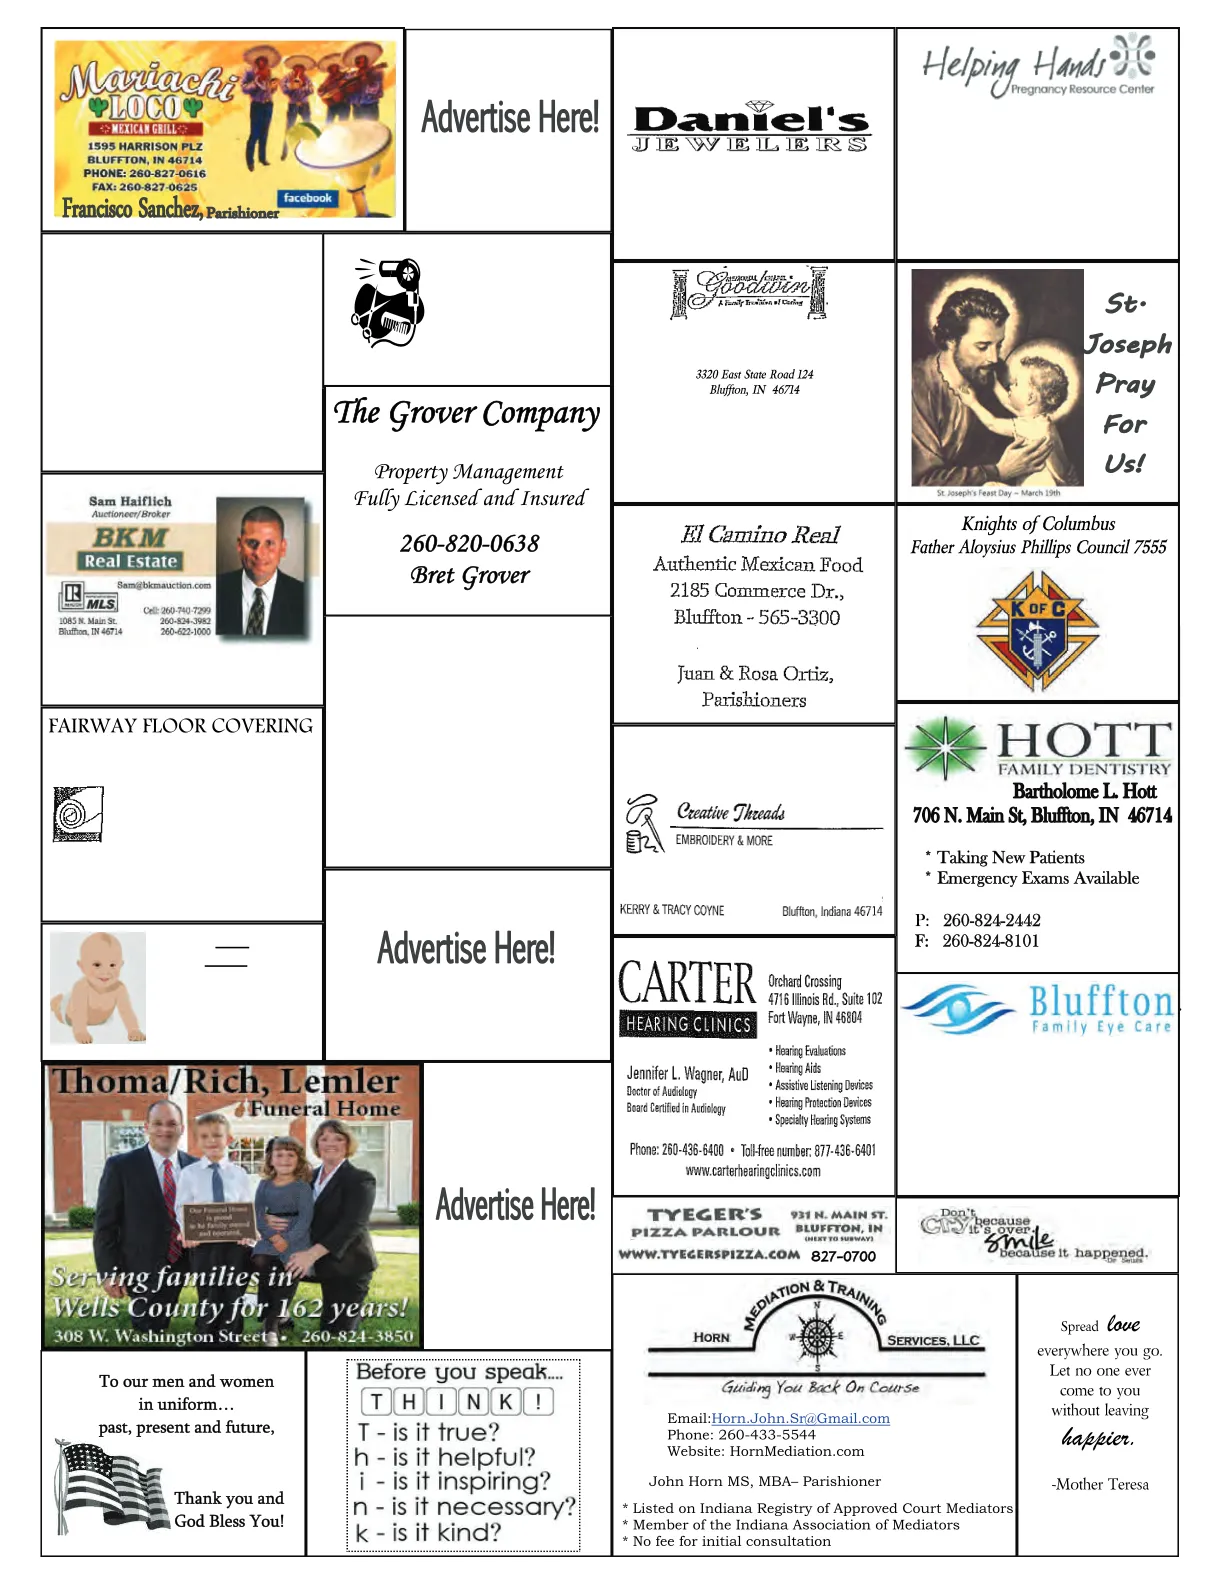 Mariachi
LOCO
MEXICAN GRILL
1595 HARRISON PLZ
BLUFFTON, IN 46714
PHONE: 260-827-0616
FAX: 260-827-0625
facebook
Francisco Sanchez, Parishioner
Advertise Here!
Daniel's
JEWELERS
Helping Hands
Pregnancy Resource Center
Goodwin
A Family Tradition of Caring
3320 East State Road 124
Bluffton, IN 46714
St.
Joseph
Pray
For
Us!
St. Joseph's Feast Day ~ March 19th
The Grover Company
Property Management
Fully Licensed and Insured
260-820-0638
Bret Grover
Sam Haiflich
Auctioneer/Broker
BKM
Real Estate
Sam@bkmauction.com
R
REALTOR
MLS
Cell: 260-740-7299
1085 N. Main St.
260-824-3982
Bluffton, IN 46714
260-622-1000
El Camino Real
Authentic Mexican Food
2185 Commerce Dr.,
Bluffton - 565-3300
Juan & Rosa Ortiz,
Parishioners
Knights of Columbus
Father Aloysius Phillips Council 7555
K OF C
FAIRWAY FLOOR COVERING
HOTT
FAMILY DENTISTRY
Bartholome L. Hott
706 N. Main St, Bluffton, IN 46714
* Taking New Patients
* Emergency Exams Available
P: 260-824-2442
F: 260-824-8101
Creative Threads
EMBROIDERY & MORE
KERRY & TRACY COYNE
Bluffton, Indiana 46714
Advertise Here!
CARTER
HEARING CLINICS
Orchard Crossing
4716 Illinois Rd., Suite 102
Fort Wayne, IN 46804
• Hearing Evaluations
• Hearing Aids
• Assistive Listening Devices
• Hearing Protection Devices
• Specialty Hearing Systems
Jennifer L. Wagner, AuD
Doctor of Audiology
Board Certified in Audiology
Phone: 260-436-6400 • Toll-free number: 877-436-6401
www.carterhearingclinics.com
Bluffton
Family Eye Care
Thoma/Rich, Lemler
Funeral Home
Our Funeral Home
is proud
to be family owned
and operated.
Serving families in
Wells County for 162 years!
308 W. Washington Street • 260-824-3850
Advertise Here!
TYEGER'S
PIZZA PARLOUR
931 N. MAIN ST.
BLUFFTON, IN
(NEXT TO SUBWAY)
WWW.TYEGERSPIZZA.COM 827-0700
Don't
cry because
it's over.
smile
because it happened.
-Dr Seuss
MEDIATION & TRAINING
HORN
SERVICES, LLC
N
W
E
S
Guiding You Back On Course
Email:Horn.John.Sr@Gmail.com
Phone: 260-433-5544
Website: HornMediation.com
John Horn MS, MBA– Parishioner
* Listed on Indiana Registry of Approved Court Mediators
* Member of the Indiana Association of Mediators
* No fee for initial consultation
Spread love
everywhere you go.
Let no one ever
come to you
without leaving
happier.
-Mother Teresa
To our men and women
in uniform…
past, present and future,
Thank you and
God Bless You!
Before you speak....
T H I N K !
T - is it true?
h - is it helpful?
i - is it inspiring?
n - is it necessary?
k - is it kind?